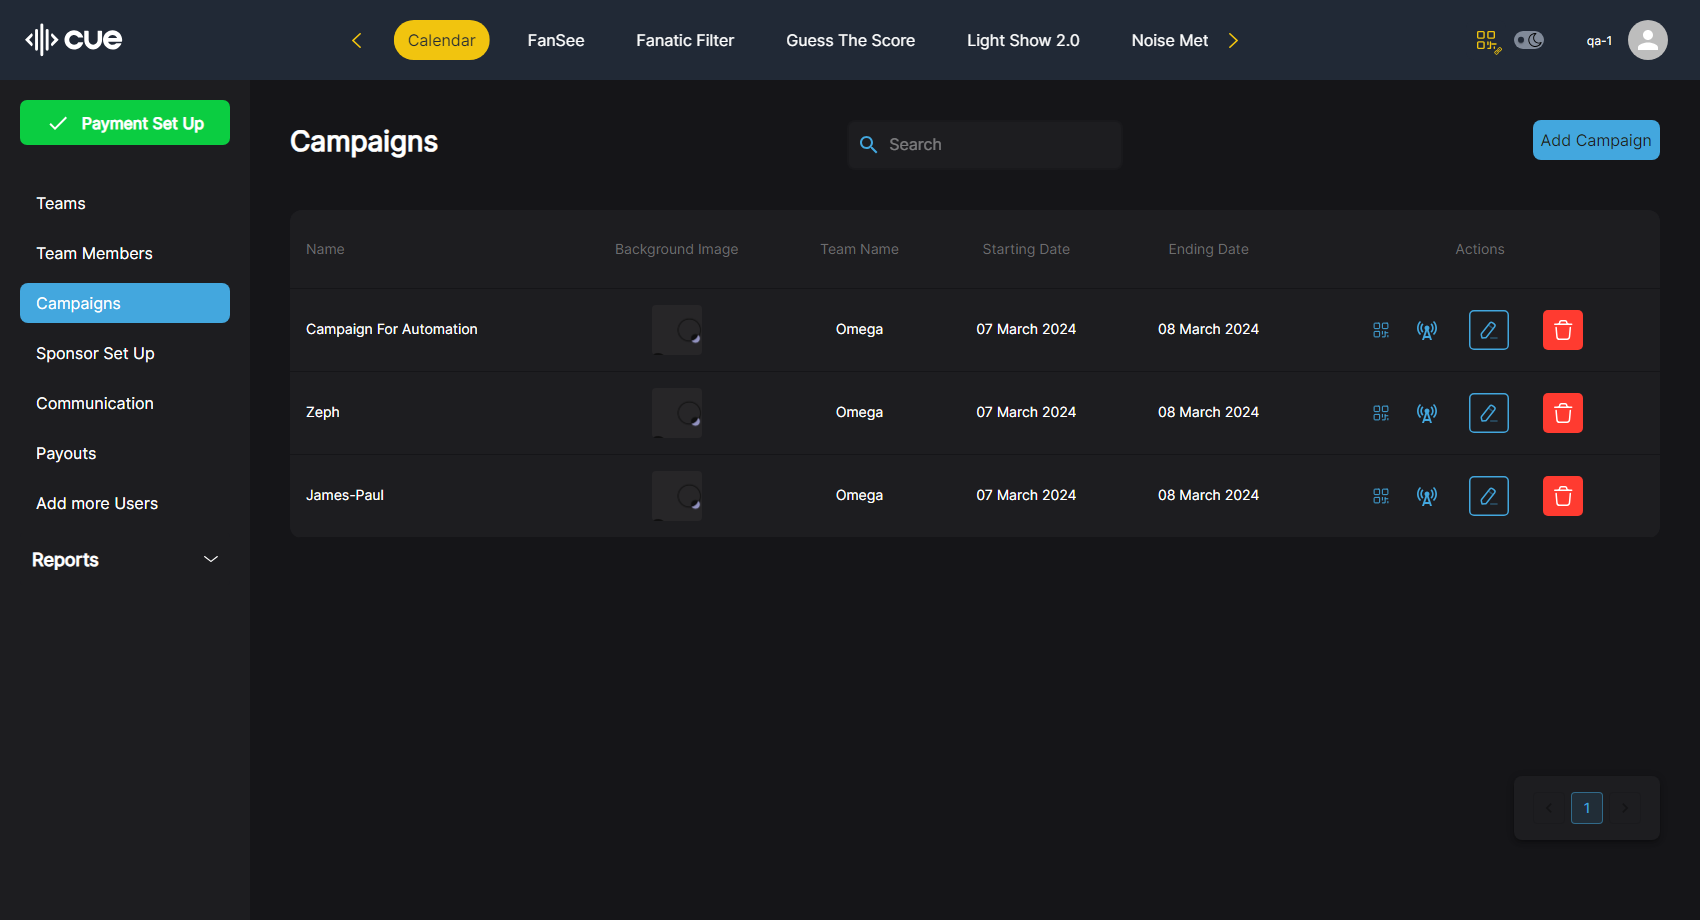 cue
Calendar
FanSee
Fanatic Filter
Guess The Score
Light Show 2.0
Noise Met
qa-1
Payment Set Up
Teams
Team Members
Campaigns
Sponsor Set Up
Communication
Payouts
Add more Users
Reports
Campaigns
Search
Add Campaign
Name Background Image Team Name Starting Date Ending Date Actions
Campaign For Automation Omega 07 March 2024 08 March 2024
Zeph Omega 07 March 2024 08 March 2024
James-Paul Omega 07 March 2024 08 March 2024
1